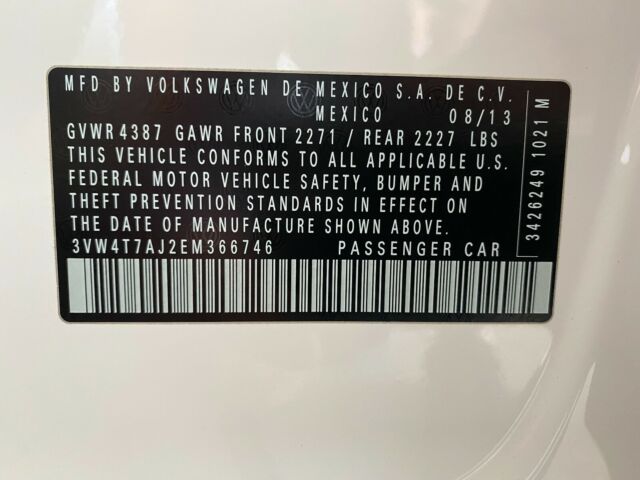 MFD BY VOLKSWAGEN DE MEXICO S.A. DE C.V.
MEXICO 08/13
GVWR 4387 GAWR FRONT 2271 / REAR 2227 LBS
THIS VEHICLE CONFORMS TO ALL APPLICABLE U.S.
FEDERAL MOTOR VEHICLE SAFETY, BUMPER AND
THEFT PREVENTION STANDARDS IN EFFECT ON
THE DATE OF MANUFACTURE SHOWN ABOVE.
3VW4T7AJ2EM366746 PASSENGER CAR
3426249 1021 M